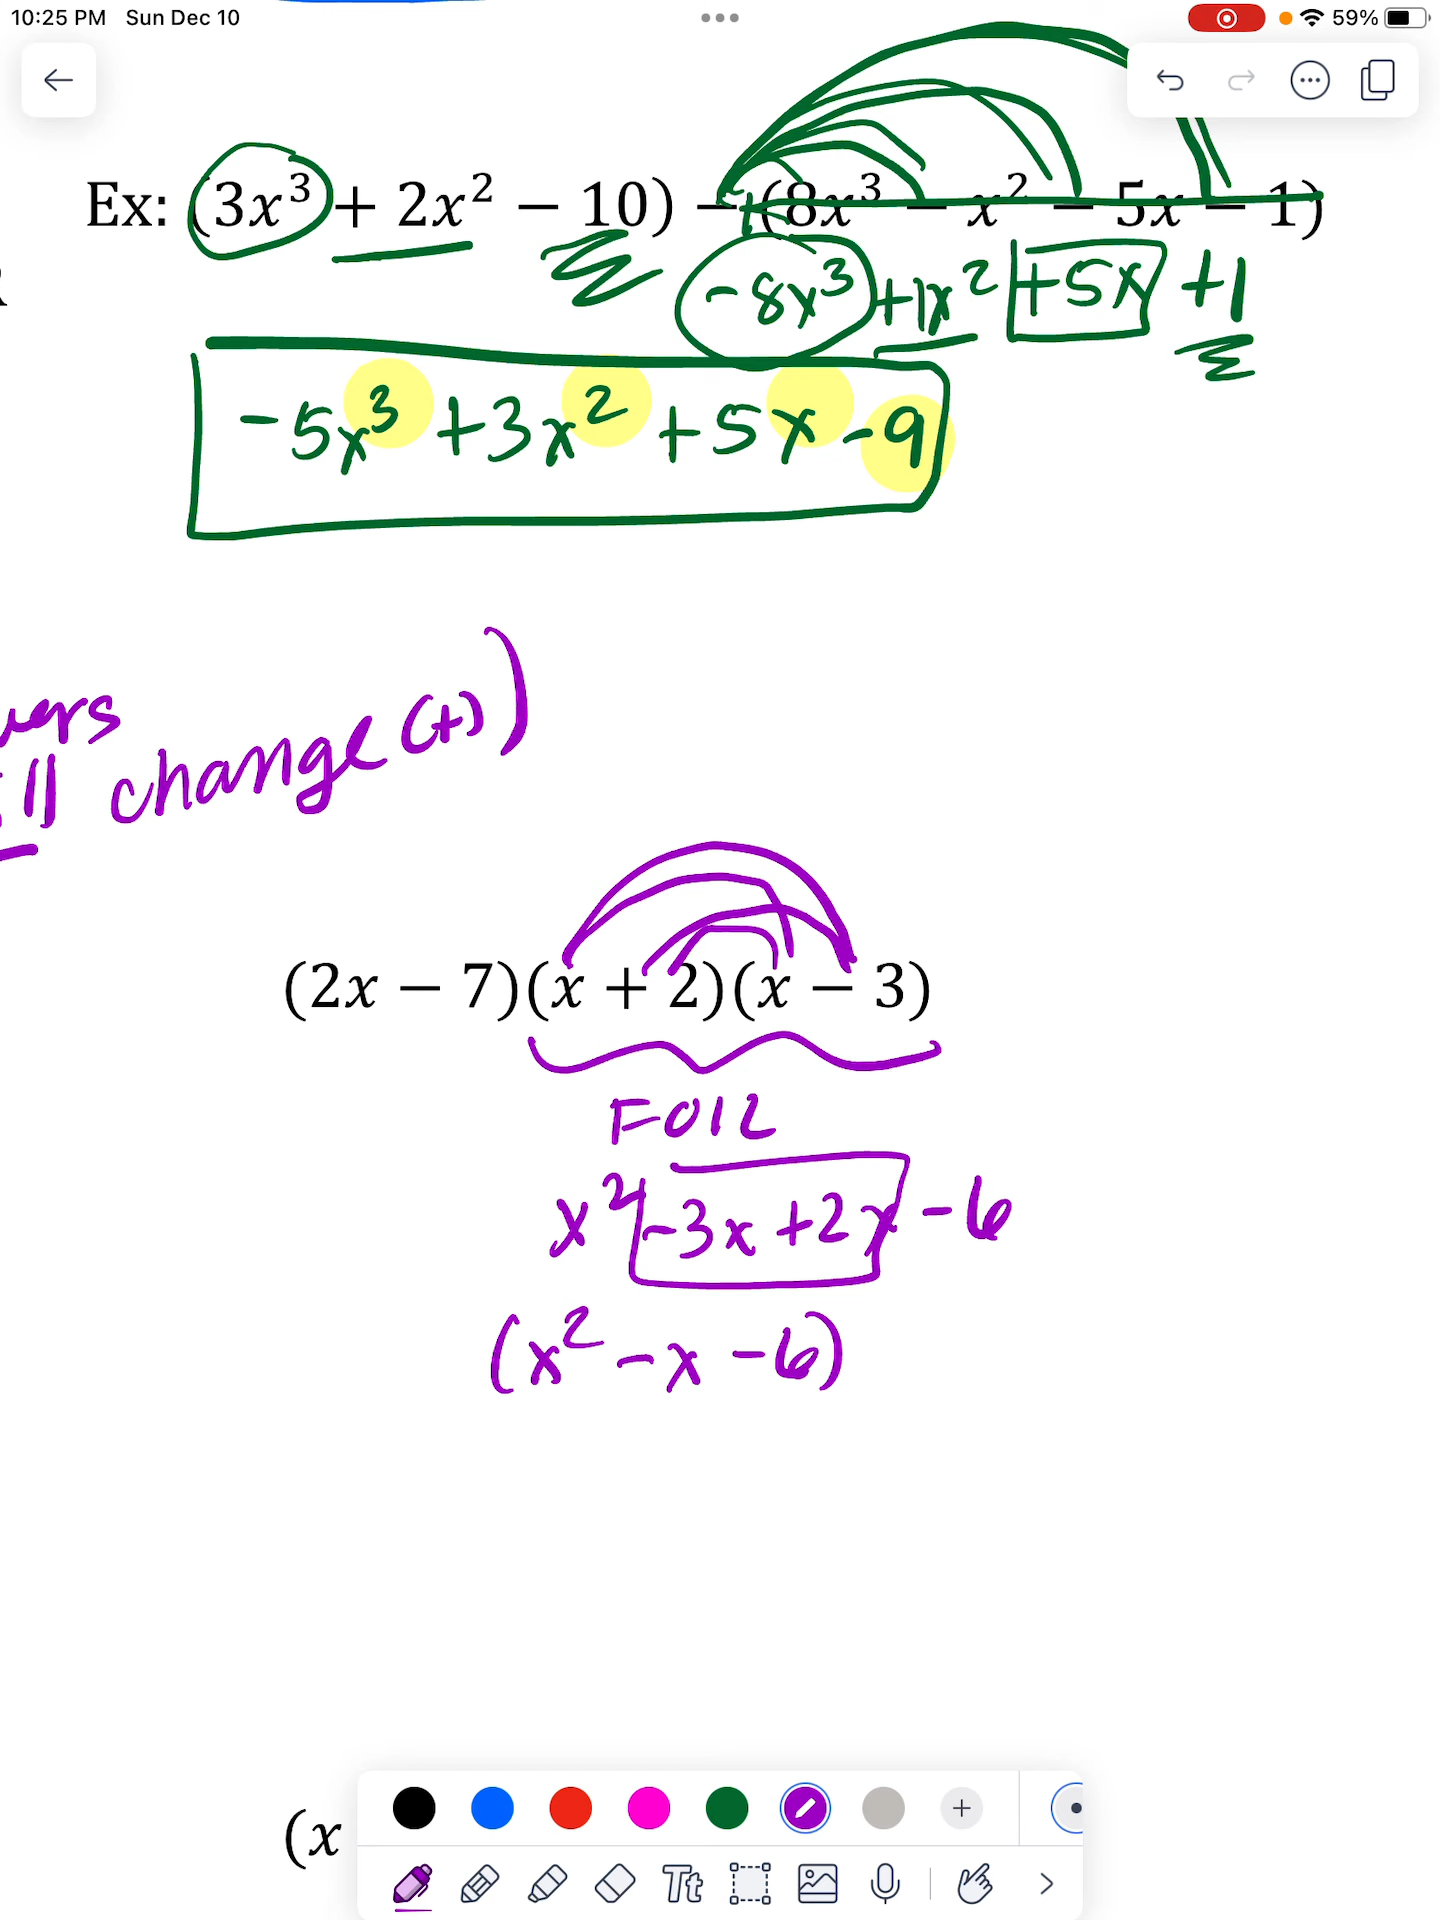 10:25 PM Sun Dec 10
59%
Ex: (3x³ + 2x² − 10) − (8x³ − x² − 5x − 1)
-8x³ +1x² +5x +1
-5x³ +3x² +5x -9
change (+))
(2x − 7)(x + 2)(x − 3)
FOIL
x² -3x +2x -6
(x² -x -6)
(x
Tt